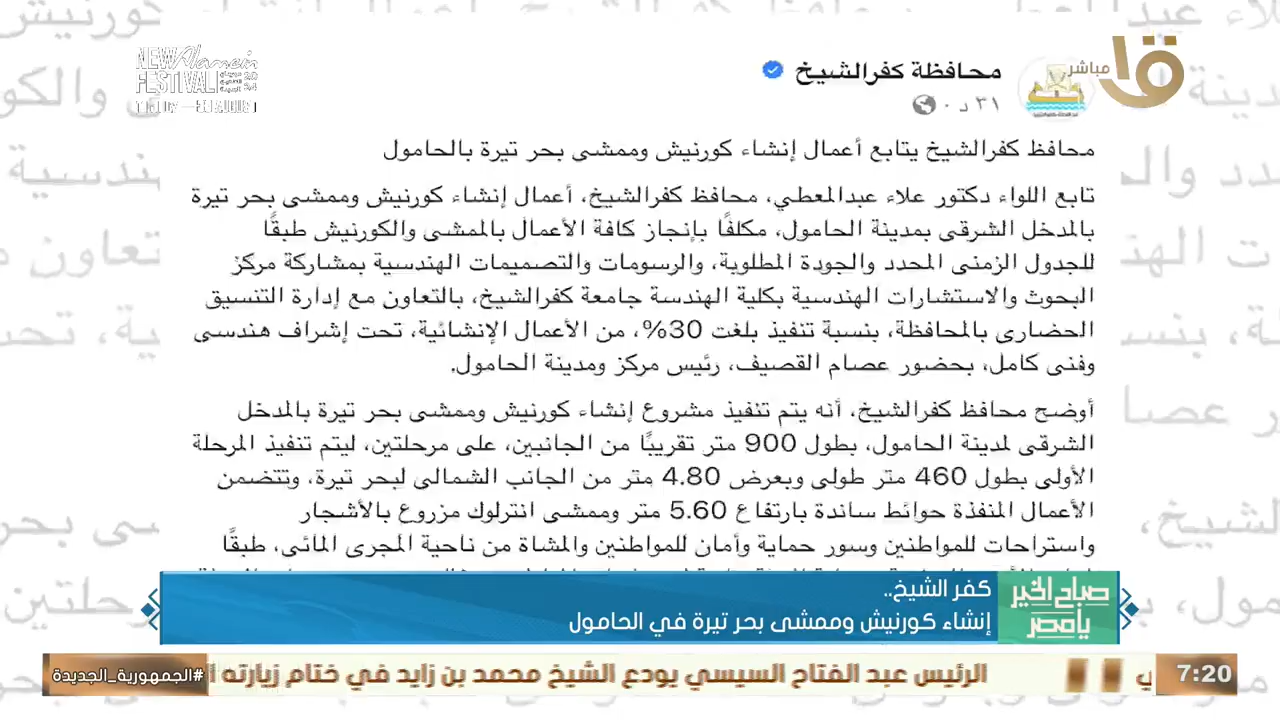 NEW Alamein
FESTIVAL
مباشر
محافظة كفرالشيخ
٣١ د ·
محافظ كفرالشيخ يتابع أعمال إنشاء كورنيش وممشى بحر تيرة بالحامول
تابع اللواء دكتور علاء عبدالمعطي، محافظ كفرالشيخ، أعمال إنشاء كورنيش وممشى بحر تيرة
بالمدخل الشرقى بمدينة الحامول، مكلفًا بإنجاز كافة الأعمال بالممشى والكورنيش طبقًا
للجدول الزمنى المحدد والجودة المطلوبة، والرسومات والتصميمات الهندسية بمشاركة مركز
البحوث والاستشارات الهندسية بكلية الهندسة جامعة كفرالشيخ، بالتعاون مع إدارة التنسيق
الحضارى بالمحافظة، بنسبة تنفيذ بلغت 30%، من الأعمال الإنشائية، تحت إشراف هندسى
وفنى كامل، بحضور عصام القصيف، رئيس مركز ومدينة الحامول.
أوضح محافظ كفرالشيخ، أنه يتم تنفيذ مشروع إنشاء كورنيش وممشى بحر تيرة بالمدخل
الشرقى لمدينة الحامول، بطول 900 متر تقريبًا من الجانبين، على مرحلتين، ليتم تنفيذ المرحلة
الأولى بطول 460 متر طولى وبعرض 4.80 متر من الجانب الشمالى لبحر تيرة، وتتضمن
الأعمال المنفذة حوائط ساندة بارتفاع 5.60 متر وممشى انترلوك مزروع بالأشجار
واستراحات للمواطنين وسور حماية وأمان للمواطنين والمشاة من ناحية المجرى المائى، طبقًا
صباح الخير
يا مصر
كفر الشيخ..
إنشاء كورنيش وممشى بحر تيرة في الحامول
7:20
الرئيس عبد الفتاح السيسي يودع الشيخ محمد بن زايد في ختام زيارته
#الجمهورية_الجديدة